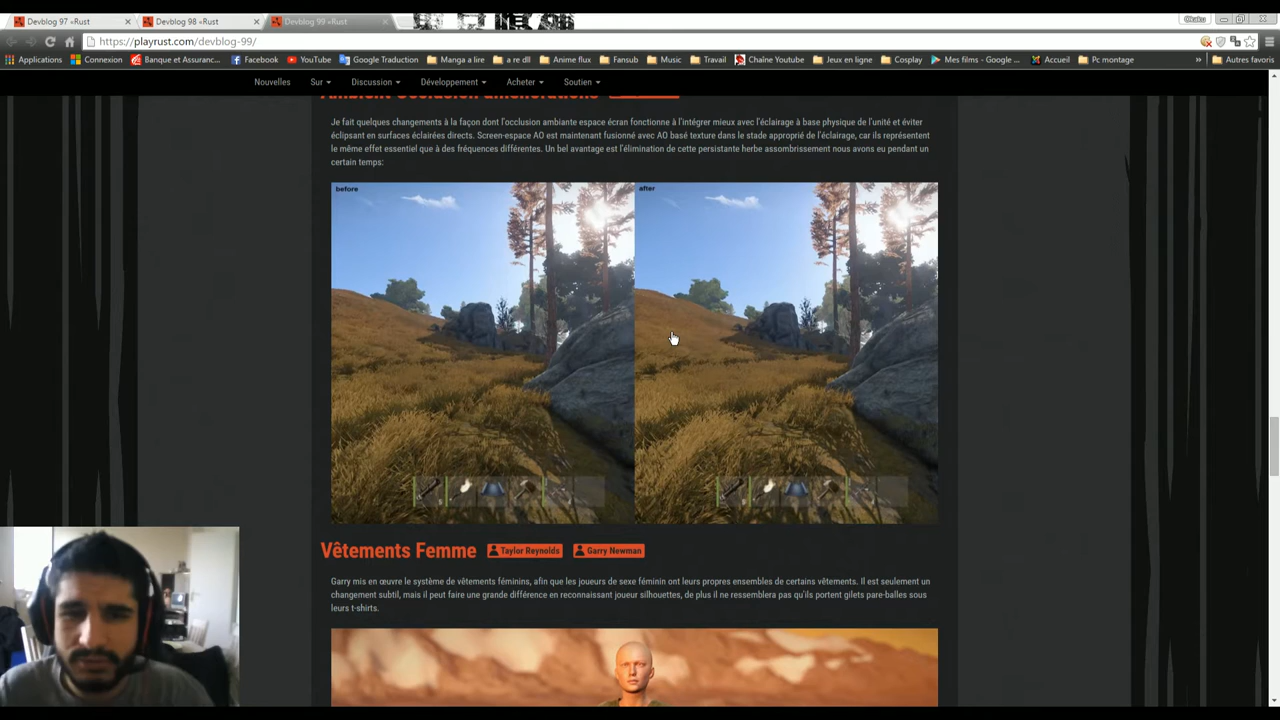 Devblog 97 «Rust
Devblog 98 «Rust
Devblog 99 «Rust
Otaku
https://playrust.com/devblog-99/
Applications
Connexion
Banque et Assuranc...
Facebook
YouTube
Google Traduction
Manga a lire
a re dl
Anime flux
Fansub
Music
Travail
Chaîne Youtube
Jeux en ligne
Cosplay
Mes films - Google ...
Accueil
Pc montage
»
Autres favoris
Nouvelles
Sur
Discussion
Développement
Acheter
Soutien
Ambient Occlusion améliorations
Je fait quelques changements à la façon dont l'occlusion ambiante espace écran fonctionne à l'intégrer mieux avec l'éclairage à base physique de l'unité et éviter
éclipsant en surfaces éclairées directs. Screen-espace AO est maintenant fusionné avec AO basé texture dans le stade approprié de l'éclairage, car ils représentent
le même effet essentiel que à des fréquences différentes. Un bel avantage est l'élimination de cette persistante herbe assombrissement nous avons eu pendant un
certain temps:
before
after
Vêtements Femme
Taylor Reynolds
Garry Newman
Garry mis en œuvre le système de vêtements féminins, afin que les joueurs de sexe féminin ont leurs propres ensembles de certains vêtements. Il est seulement un
changement subtil, mais il peut faire une grande différence en reconnaissant joueur silhouettes, de plus il ne ressemblera pas qu'ils portent gilets pare-balles sous
leurs t-shirts.